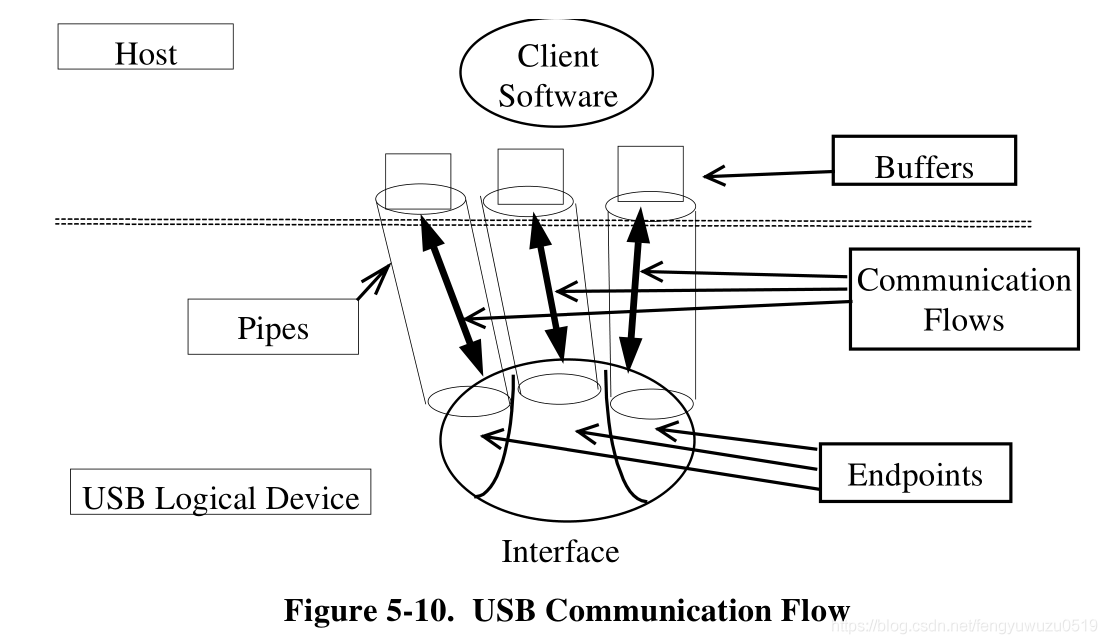 Host
Client
Software
Buffers
Communication
Flows
Pipes
Endpoints
USB Logical Device
Interface
Figure 5-10. USB Communication Flow
https://blog.csdn.net/fengyuwuzu0519